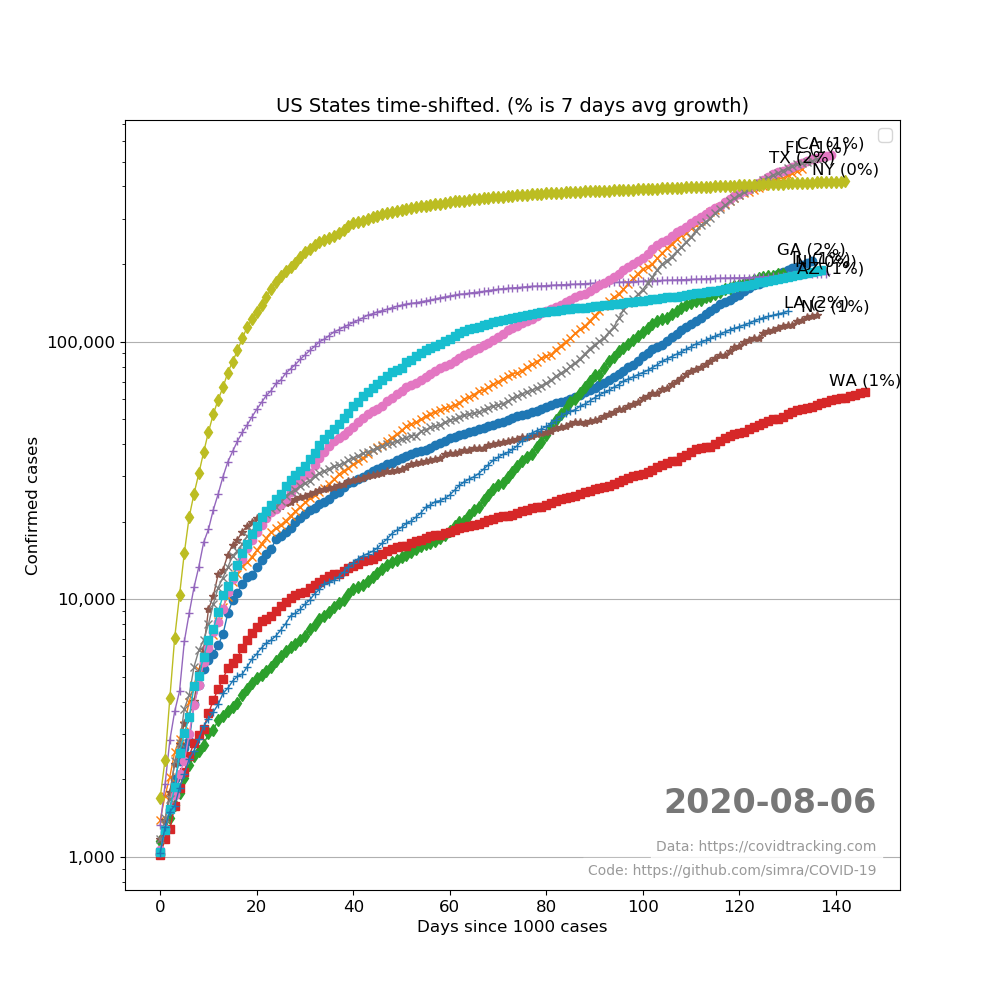 US States time-shifted. (% is 7 days avg growth)
CA (1%)
FL (1%)
TX (2%)
NY (0%)
GA (2%)
AZ (1%)
LA (2%)
NC (1%)
WA (1%)
100,000
10,000
1,000
Confirmed cases
2020-08-06
Data: https://covidtracking.com
Code: https://github.com/simra/COVID-19
0 20 40 60 80 100 120 140
Days since 1000 cases